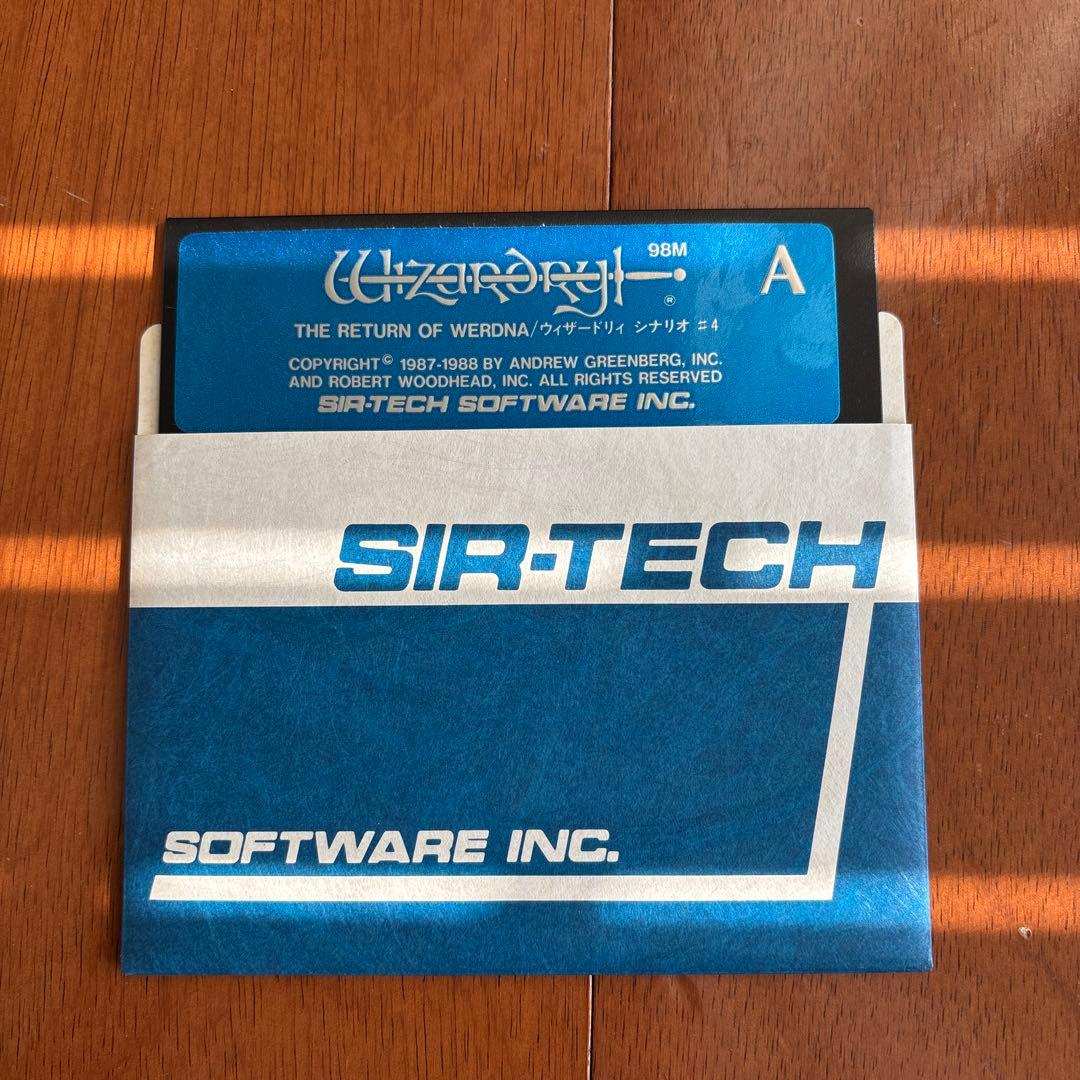 Wizardry
98M
®
A
THE RETURN OF WERDNA/ウィザードリィ シナリオ ♯4
COPYRIGHT© 1987-1988 BY ANDREW GREENBERG, INC.
AND ROBERT WOODHEAD, INC. ALL RIGHTS RESERVED
SIR-TECH SOFTWARE INC.
SIR-TECH
SOFTWARE INC.